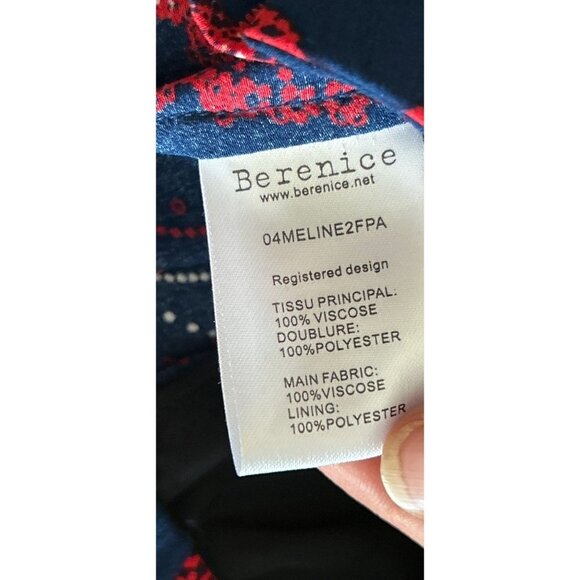 Berenice
www.berenice.net
04MELINE2FPA
Registered design
TISSU PRINCIPAL:
100% VISCOSE
DOUBLURE:
100%POLYESTER
MAIN FABRIC:
100%VISCOSE
LINING:
100%POLYESTER